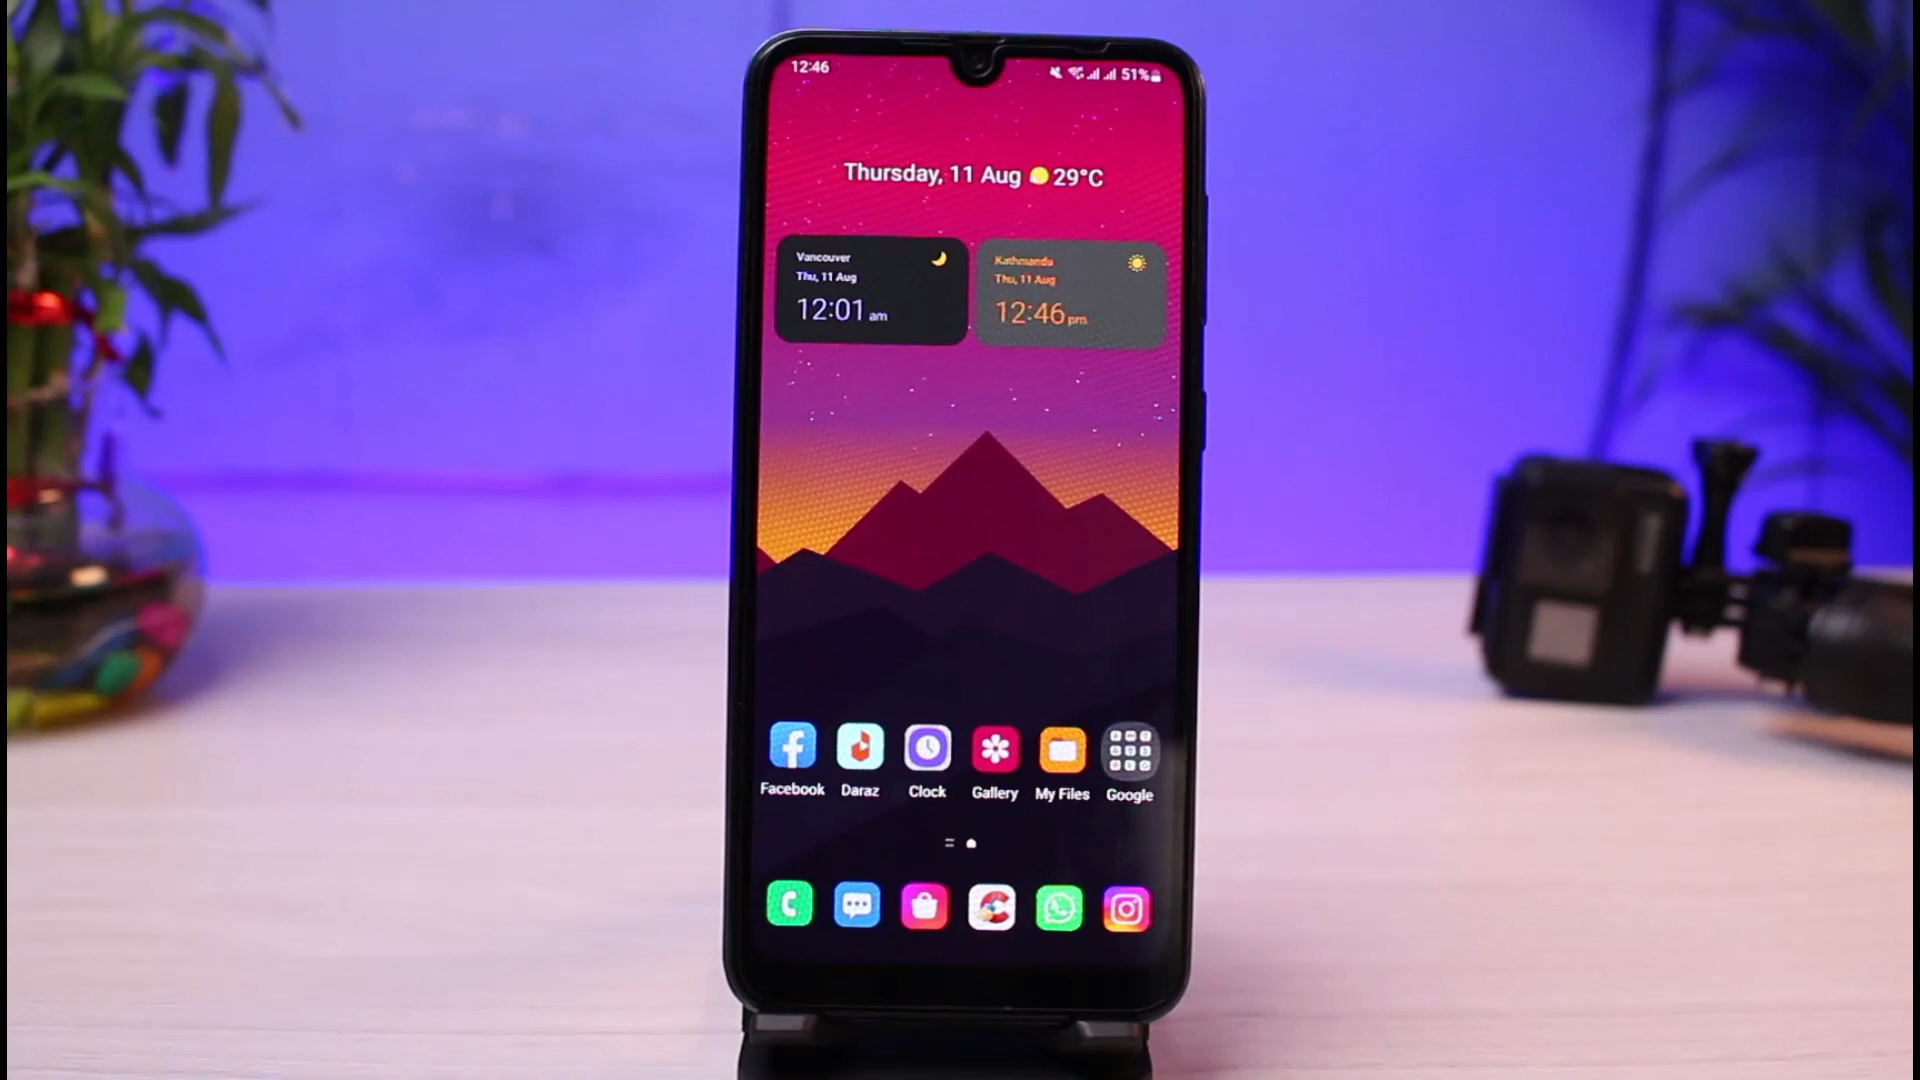 12:46
51%
Thursday, 11 Aug 29°C
Vancouver
Thu, 11 Aug
12:01 am
Kathmandu
Thu, 11 Aug
12:46 pm
Facebook
Daraz
Clock
Gallery
My Files
Google